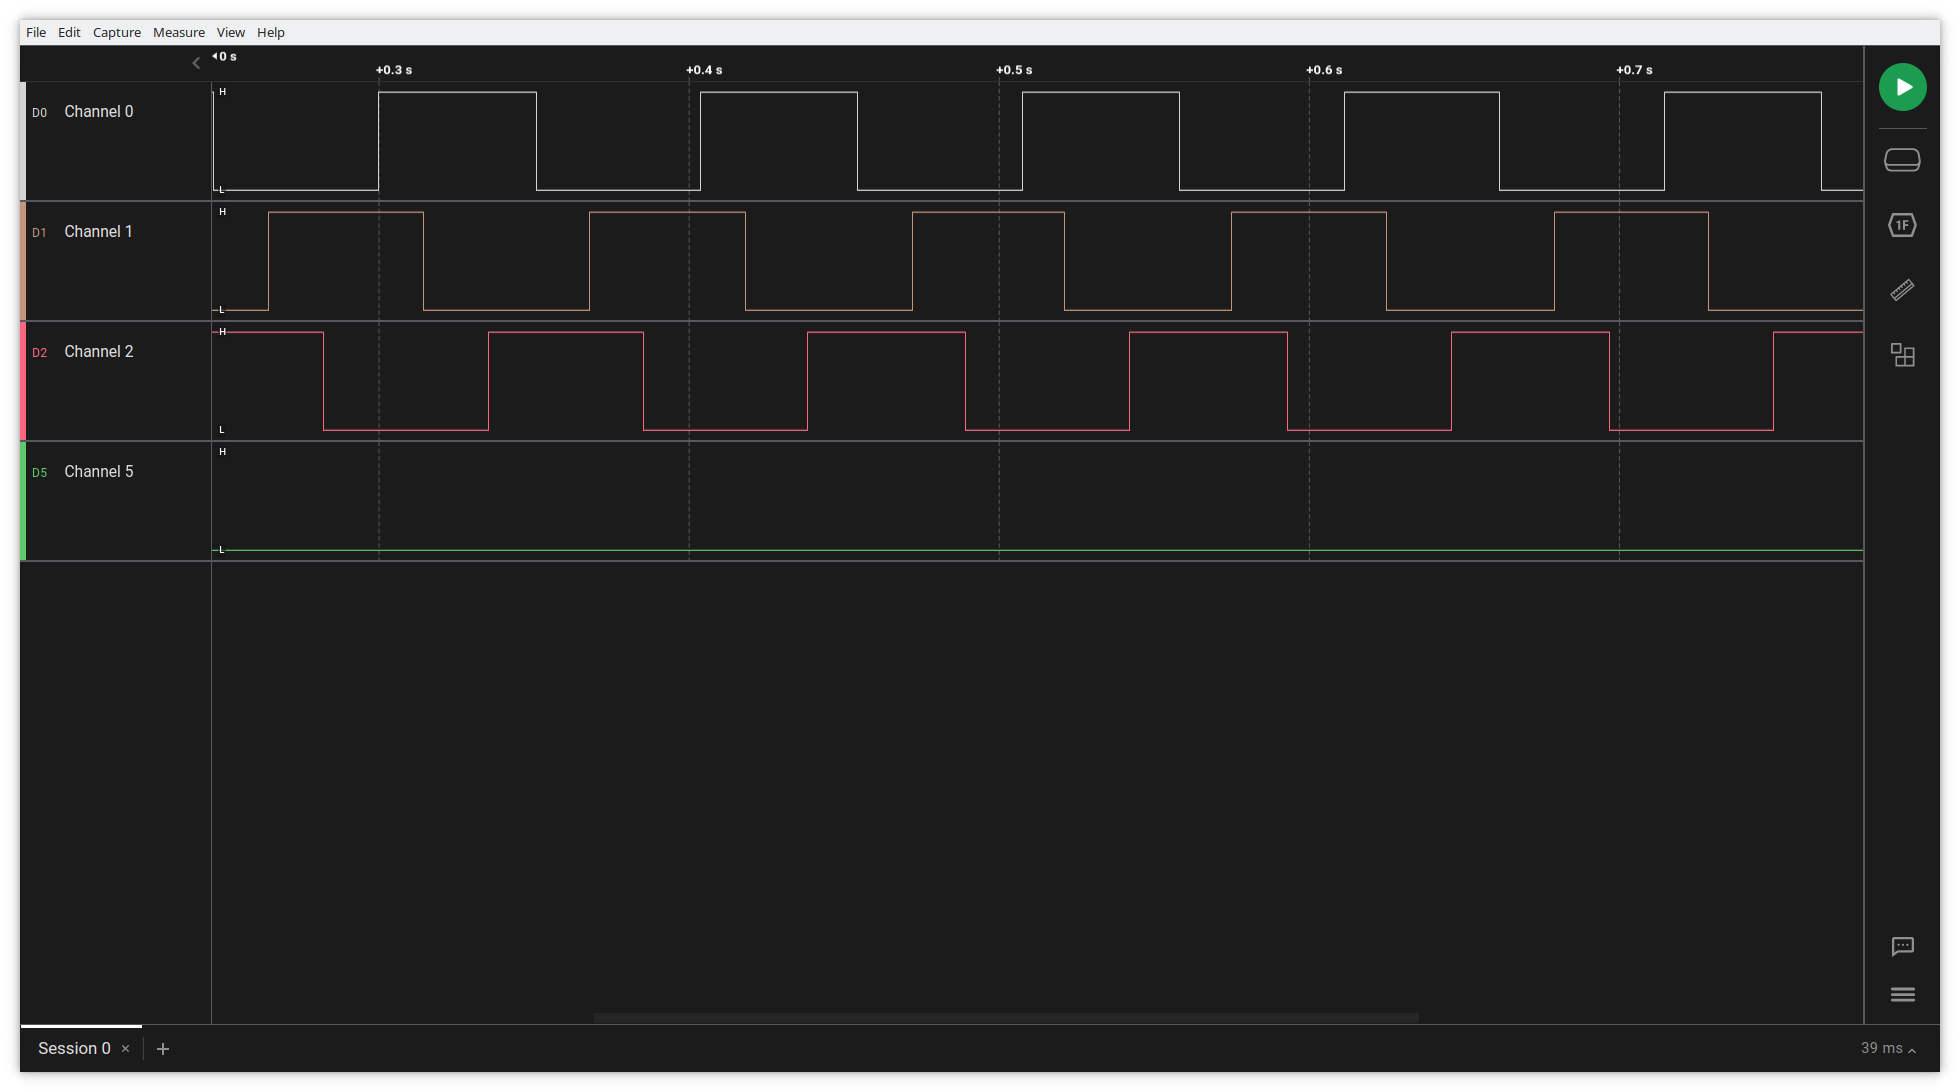 File Edit Capture Measure View Help
0 s
+0.3 s +0.4 s +0.5 s +0.6 s +0.7 s
D0 Channel 0
H
L
D1 Channel 1
H
L
D2 Channel 2
H
L
D5 Channel 5
H
L
1F
Session 0 × +
39 ms